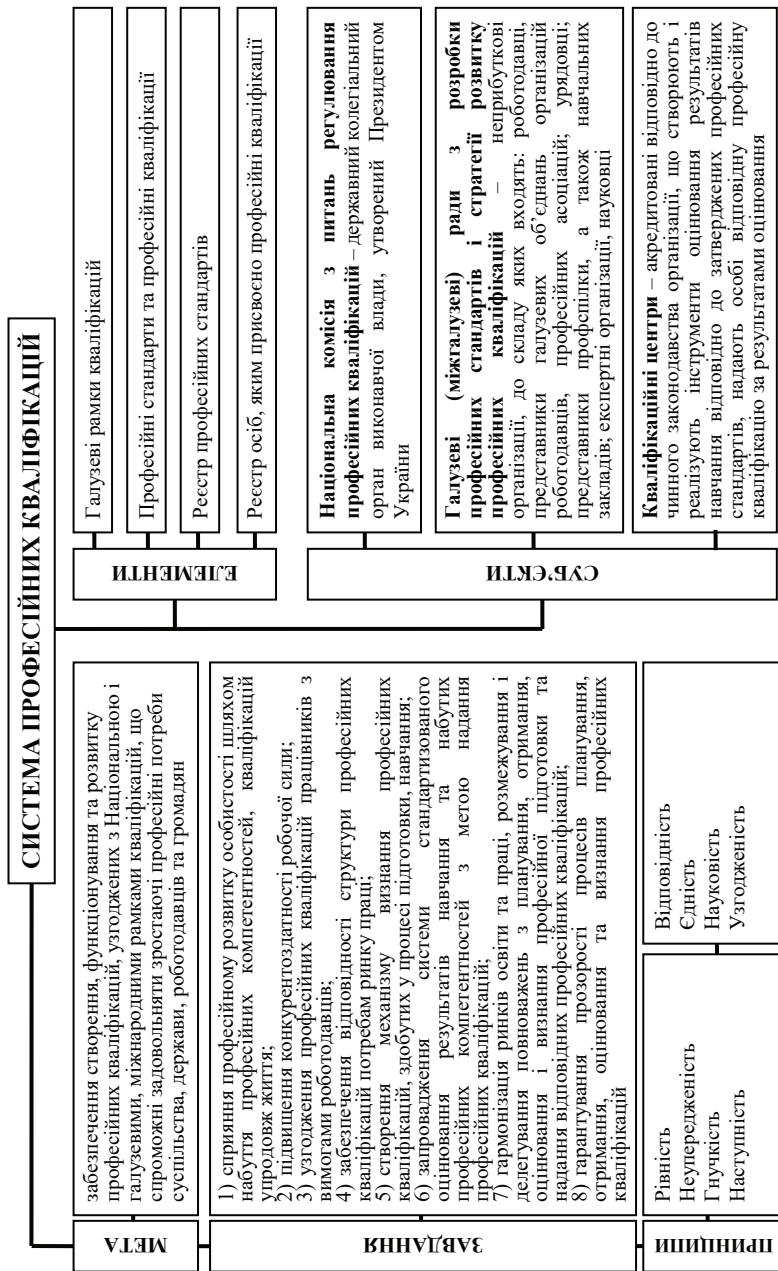 СИСТЕМА ПРОФЕСІЙНИХ КВАЛІФІКАЦІЙ
МЕТА
забезпечення створення, функціонування та розвитку
професійних кваліфікацій, узгоджених з Національною і
галузевими, міжнародними рамками кваліфікацій, що
спроможні задовольняти зростаючі професійні потреби
суспільства, держави, роботодавців та громадян
ЗАВДАННЯ
1) сприяння професійному розвитку особистості шляхом
набуття професійних компетентностей, кваліфікацій
упродовж життя;
2) підвищення конкурентоздатності робочої сили;
3) узгодження професійних кваліфікацій працівників з
вимогами роботодавців;
4) забезпечення відповідності структури професійних
кваліфікацій потребам ринку праці;
5) створення механізму визнання професійних
кваліфікацій, здобутих у процесі підготовки, навчання;
6) запровадження системи стандартизованого
оцінювання результатів навчання та набутих
професійних компетентностей з метою надання
професійних кваліфікацій;
7) гармонізація ринків освіти та праці, розмежування і
делегування повноважень з планування, отримання,
оцінювання і визнання професійної підготовки та
надання відповідних професійних кваліфікацій;
8) гарантування прозорості процесів планування,
отримання, оцінювання та визнання професійних
кваліфікацій
ПРИНЦИПИ
Рівність
Неупередженість
Гнучкість
Наступність
Відповідність
Єдність
Науковість
Узгодженість
ЕЛЕМЕНТИ
Галузеві рамки кваліфікацій
Професійні стандарти та професійні кваліфікації
Реєстр професійних стандартів
Реєстр осіб, яким присвоєно професійні кваліфікації
СУБ’ЄКТИ
Національна комісія з питань регулювання
професійних кваліфікацій – державний колегіальний
орган виконавчої влади, утворений Президентом
України
Галузеві (міжгалузеві) ради з розробки
професійних стандартів і стратегії розвитку
професійних кваліфікацій – неприбуткові
організації, до складу яких входять: роботодавці,
представники галузевих об’єднань організацій
роботодавців, професійних асоціацій; урядовці;
представники профспілки, а також навчальних
закладів; експертні організації, науковці
Кваліфікаційні центри – акредитовані відповідно до
чинного законодавства організації, що створюють і
реалізують інструменти оцінювання результатів
навчання відповідно до затверджених професійних
стандартів, надають особі відповідну професійну
кваліфікацію за результатами оцінювання